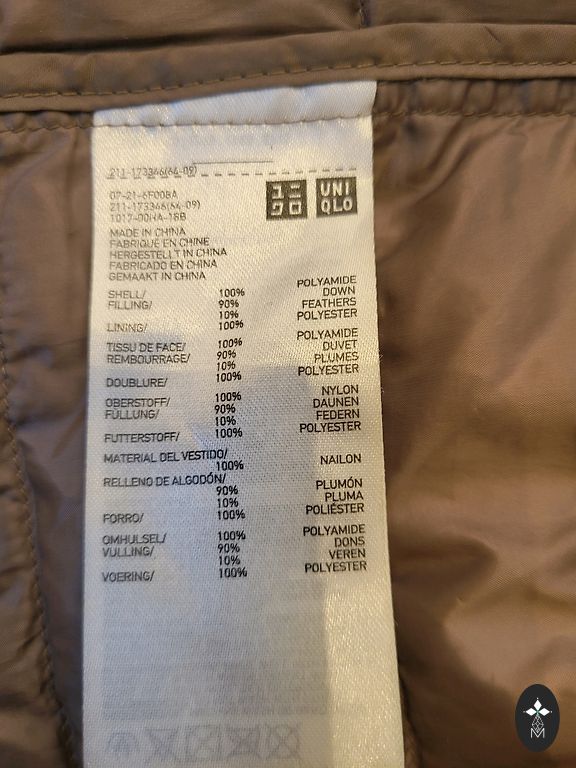 211-173346(64-09)
07-21-6F008A
211-173346(64-09)
1017-00HA-18B
ユニ
クロ
UNI
QLO
MADE IN CHINA
FABRIQUÉ EN CHINE
HERGESTELLT IN CHINA
FABRICADO EN CHINA
GEMAAKT IN CHINA
SHELL/ 100% POLYAMIDE
FILLING/ 90% DOWN
10% FEATHERS
LINING/ 100% POLYESTER
TISSU DE FACE/ 100% POLYAMIDE
REMBOURRAGE/ 90% DUVET
10% PLUMES
DOUBLURE/ 100% POLYESTER
OBERSTOFF/ 100% NYLON
FÜLLUNG/ 90% DAUNEN
10% FEDERN
FUTTERSTOFF/ 100% POLYESTER
MATERIAL DEL VESTIDO/
100% NAILON
RELLENO DE ALGODÓN/
90% PLUMÓN
10% PLUMA
FORRO/ 100% POLIÉSTER
OMHULSEL/ 100% POLYAMIDE
VULLING/ 90% DONS
10% VEREN
VOERING/ 100% POLYESTER
M